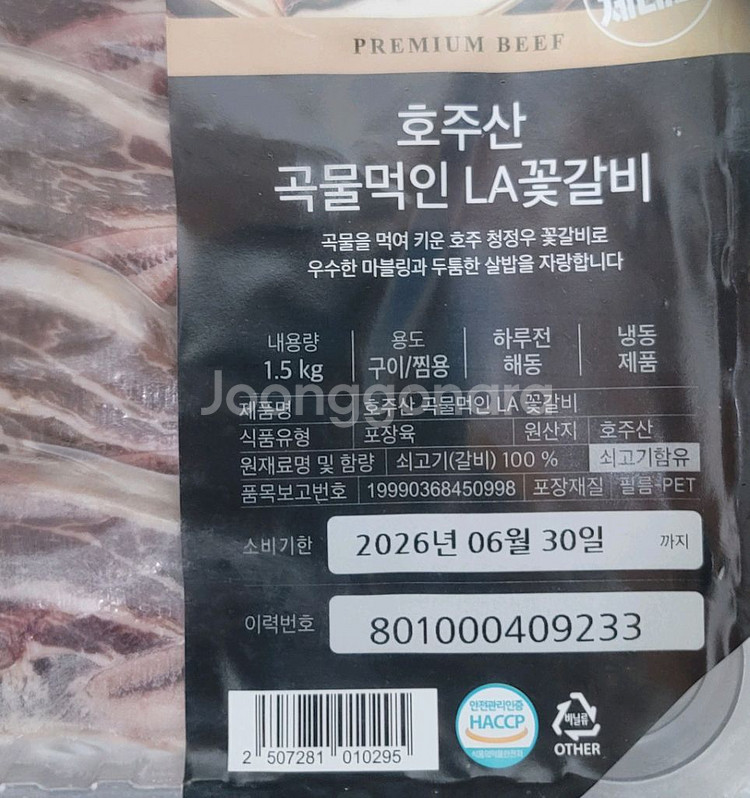 PREMIUM BEEF
호주산
곡물먹인 LA꽃갈비
곡물을 먹여 키운 호주 청정우 꽃갈비로
우수한 마블링과 두툼한 살밥을 자랑합니다
내용량 용도 하루전 냉동
1.5 kg 구이/찜용 해동 제품
Joonggonara
제품명 호주산 곡물먹인 LA 꽃갈비
식품유형 포장육 원산지 호주산
원재료명 및 함량 쇠고기(갈비) 100 % 쇠고기함유
품목보고번호 19990368450998 포장재질 필름-PET
소비기한 2026년 06월 30일 까지
이력번호 801000409233
2 507281 010295
안전관리인증
HACCP
비닐류
OTHER